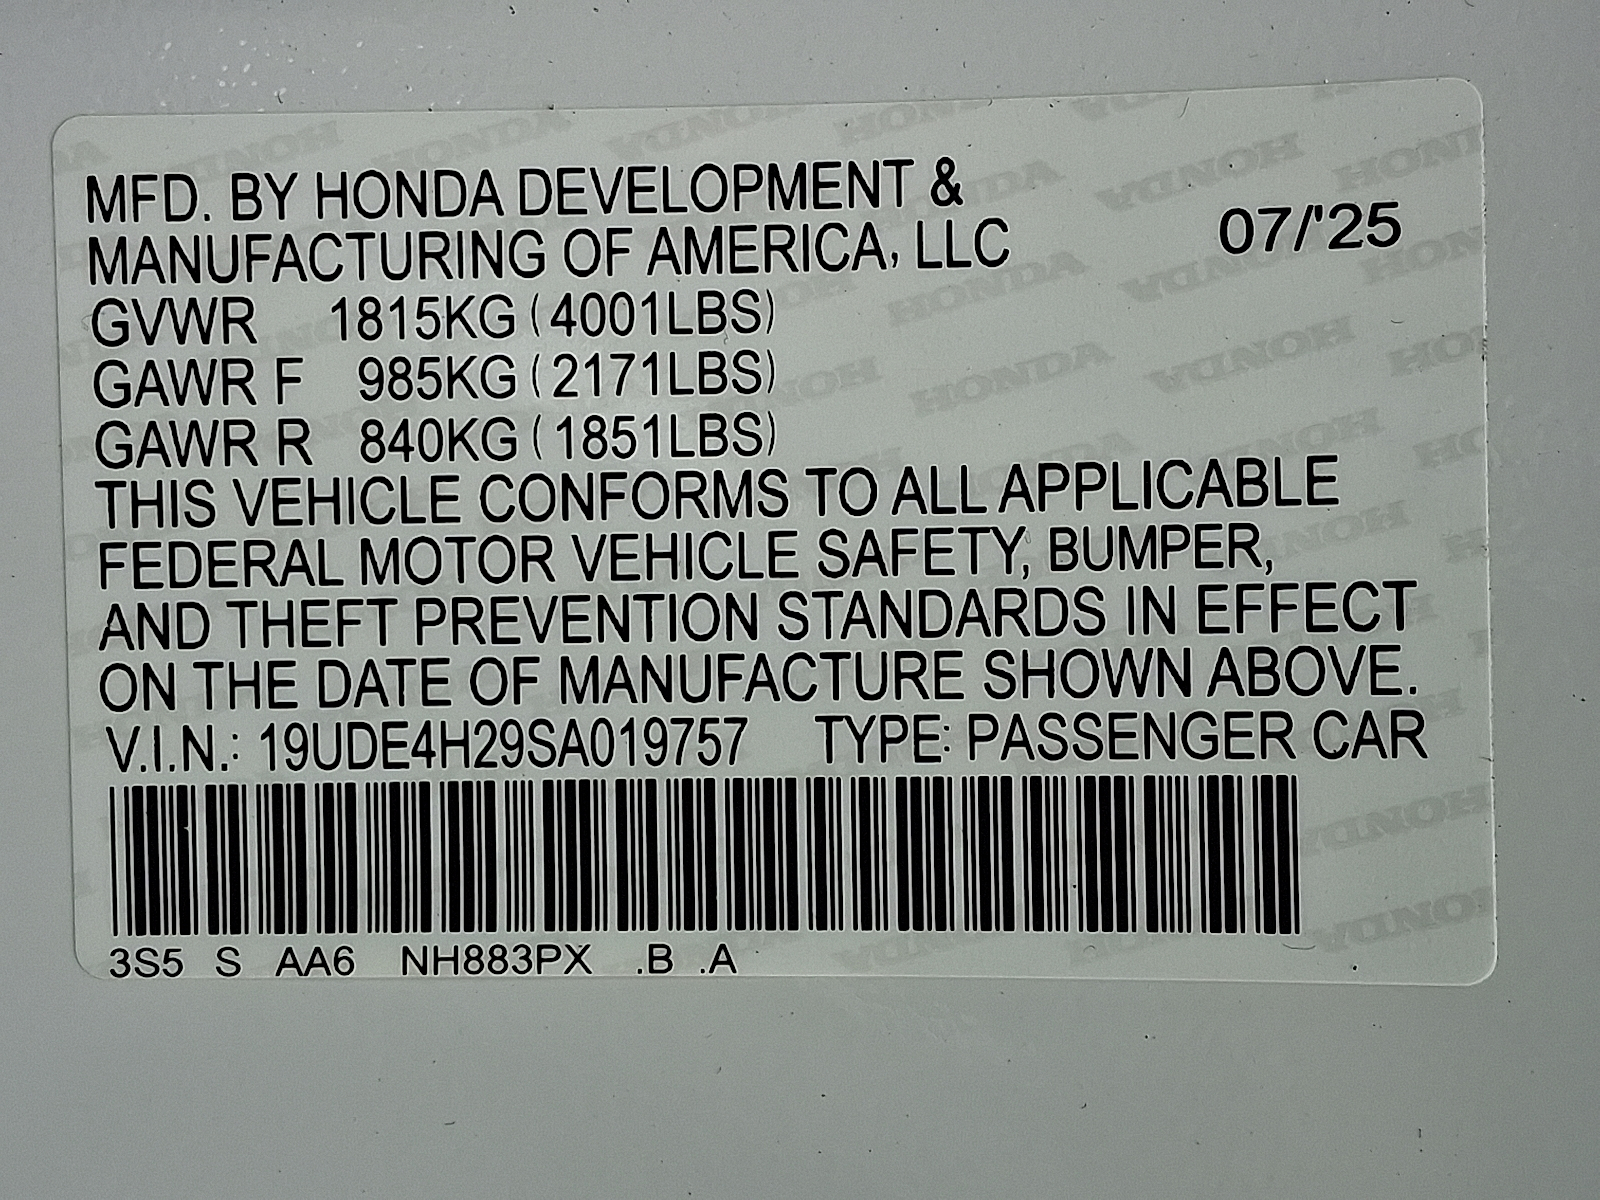 MFD. BY HONDA DEVELOPMENT &
MANUFACTURING OF AMERICA, LLC 07/'25
GVWR 1815KG (4001LBS)
GAWR F 985KG (2171LBS)
GAWR R 840KG (1851LBS)
THIS VEHICLE CONFORMS TO ALL APPLICABLE
FEDERAL MOTOR VEHICLE SAFETY, BUMPER,
AND THEFT PREVENTION STANDARDS IN EFFECT
ON THE DATE OF MANUFACTURE SHOWN ABOVE.
V.I.N.: 19UDE4H29SA019757 TYPE: PASSENGER CAR
3S5 S AA6 NH883PX .B .A